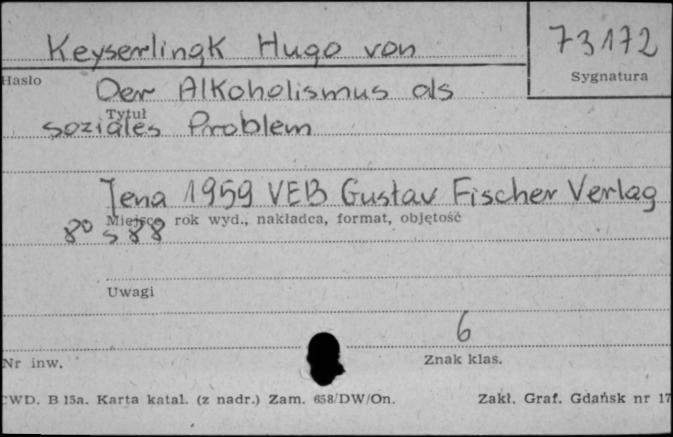 Keyserlingk Hugo von
73172
Hasło
Sygnatura
Der Alkoholismus als
Tytuł
soziales Problem
Jena 1959 VEB Gustav Fischer Verlag
Miejsce, rok wyd., nakładca, format, objętość
8° s 88
Uwagi
6
Nr inw.
Znak klas.
WD. B 15a. Karta katal. (z nadr.) Zam. 658/DW/On.
Zakł. Graf. Gdańsk nr 17